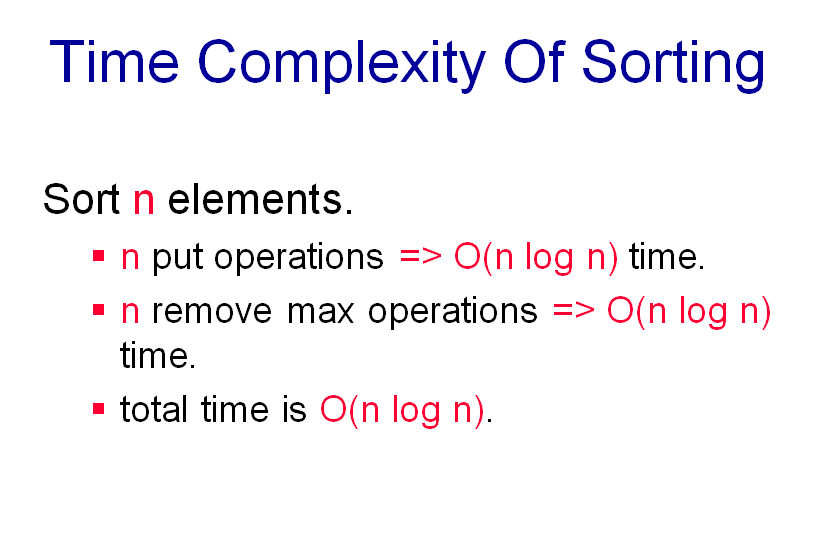 Time Complexity Of Sorting
Sort n elements.
▪ n put operations => O(n log n) time.
▪ n remove max operations => O(n log n)
time.
▪ total time is O(n log n).